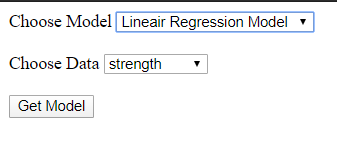 Choose Model Lineair Regression Model
Choose Data strength
Get Model